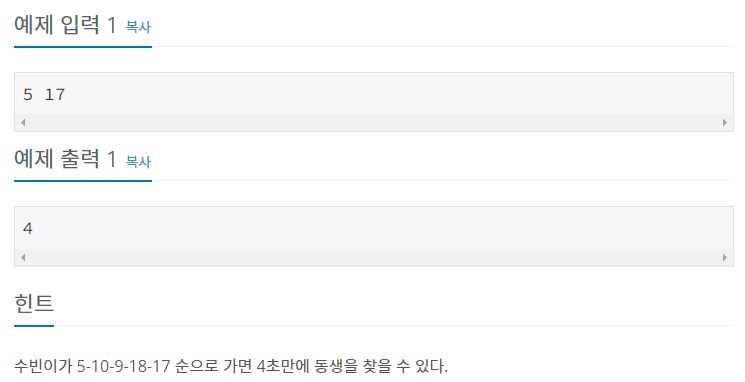 예제 입력 1 복사
5 17
예제 출력 1 복사
4
힌트
수빈이가 5-10-9-18-17 순으로 가면 4초만에 동생을 찾을 수 있다.